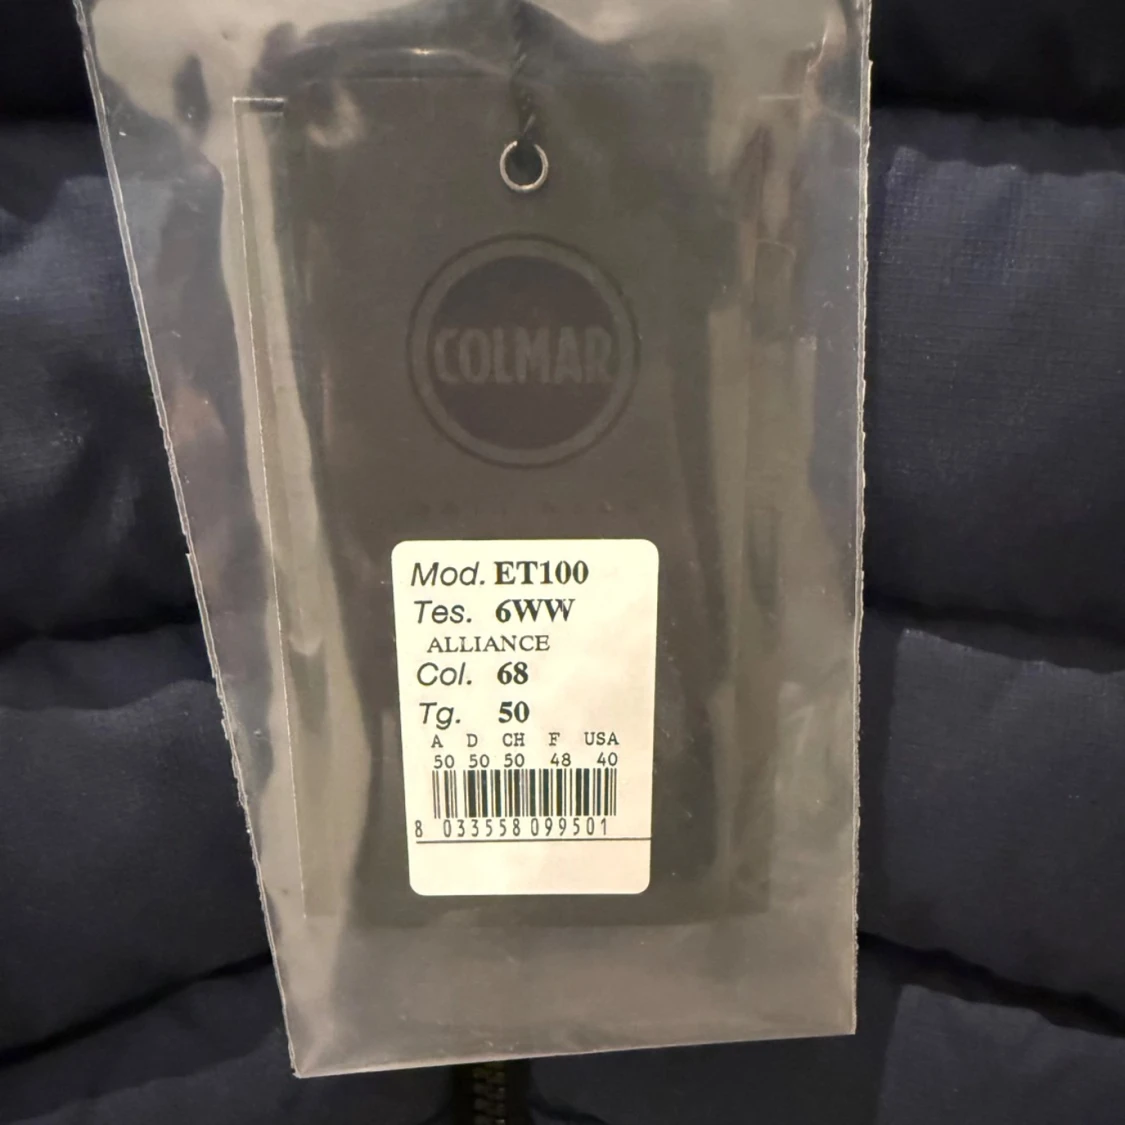 COLMAR
Mod. ET100
Tes. 6WW
ALLIANCE
Col. 68
Tg. 50
A D CH F USA
50 50 50 48 40
8 033558 099501